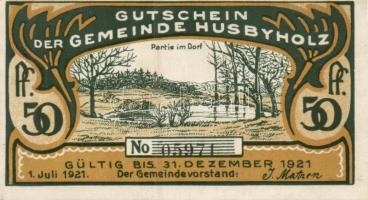 GUTSCHEIN
DER GEMEINDE HUSBYHOLZ
Partie im Dorf
Pf. Pf.
50 50
No 05971
GÜLTIG BIS 31. DEZEMBER 1921
1. Juli 1921. Der Gemeindevorstand: J. Matzen